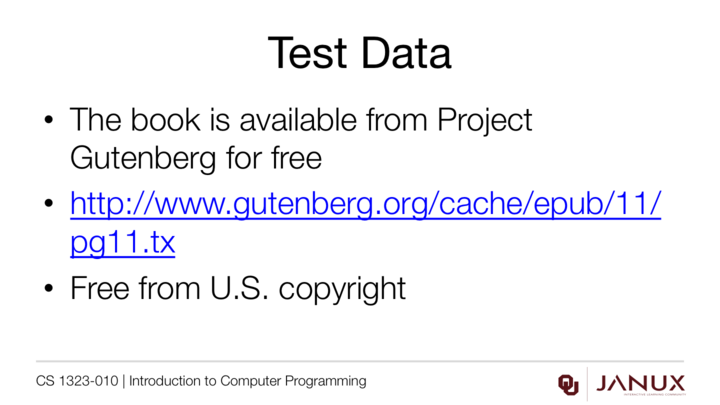 Test Data
• The book is available from Project
Gutenberg for free
• http://www.gutenberg.org/cache/epub/11/
pg11.tx
• Free from U.S. copyright
CS 1323-010 | Introduction to Computer Programming
JANUX
INTERACTIVE LEARNING COMMUNITY